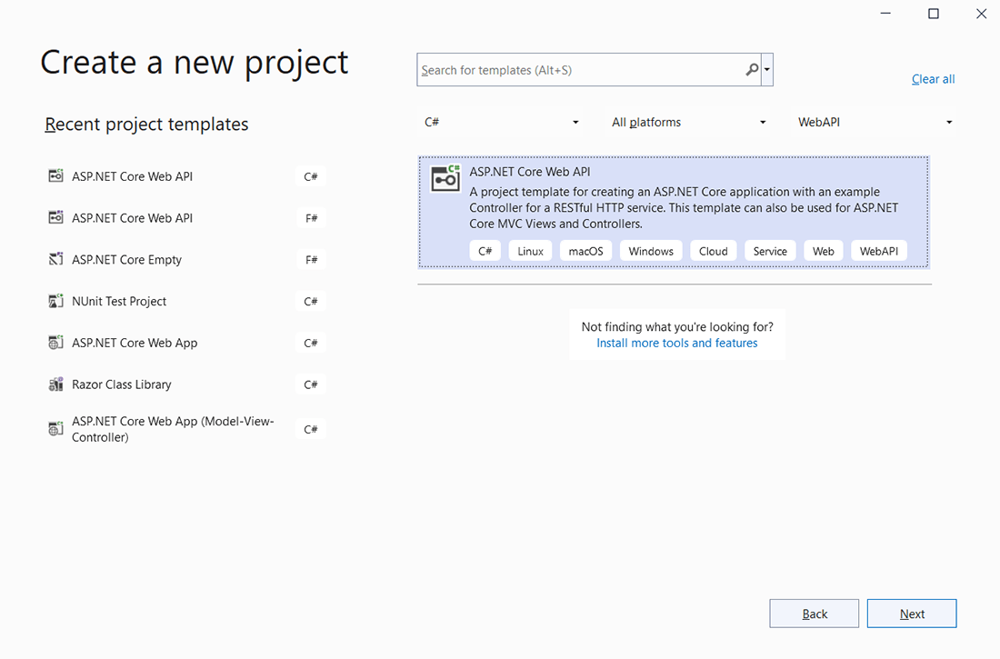 Create a new project
Search for templates (Alt+S)
Clear all
Recent project templates
C#
All platforms
WebAPI
ASP.NET Core Web API C#
ASP.NET Core Web API F#
ASP.NET Core Empty F#
NUnit Test Project C#
ASP.NET Core Web App C#
Razor Class Library C#
ASP.NET Core Web App (Model-View-
Controller) C#
ASP.NET Core Web API
A project template for creating an ASP.NET Core application with an example
Controller for a RESTful HTTP service. This template can also be used for ASP.NET
Core MVC Views and Controllers.
C# Linux macOS Windows Cloud Service Web WebAPI
Not finding what you're looking for?
Install more tools and features
Back
Next